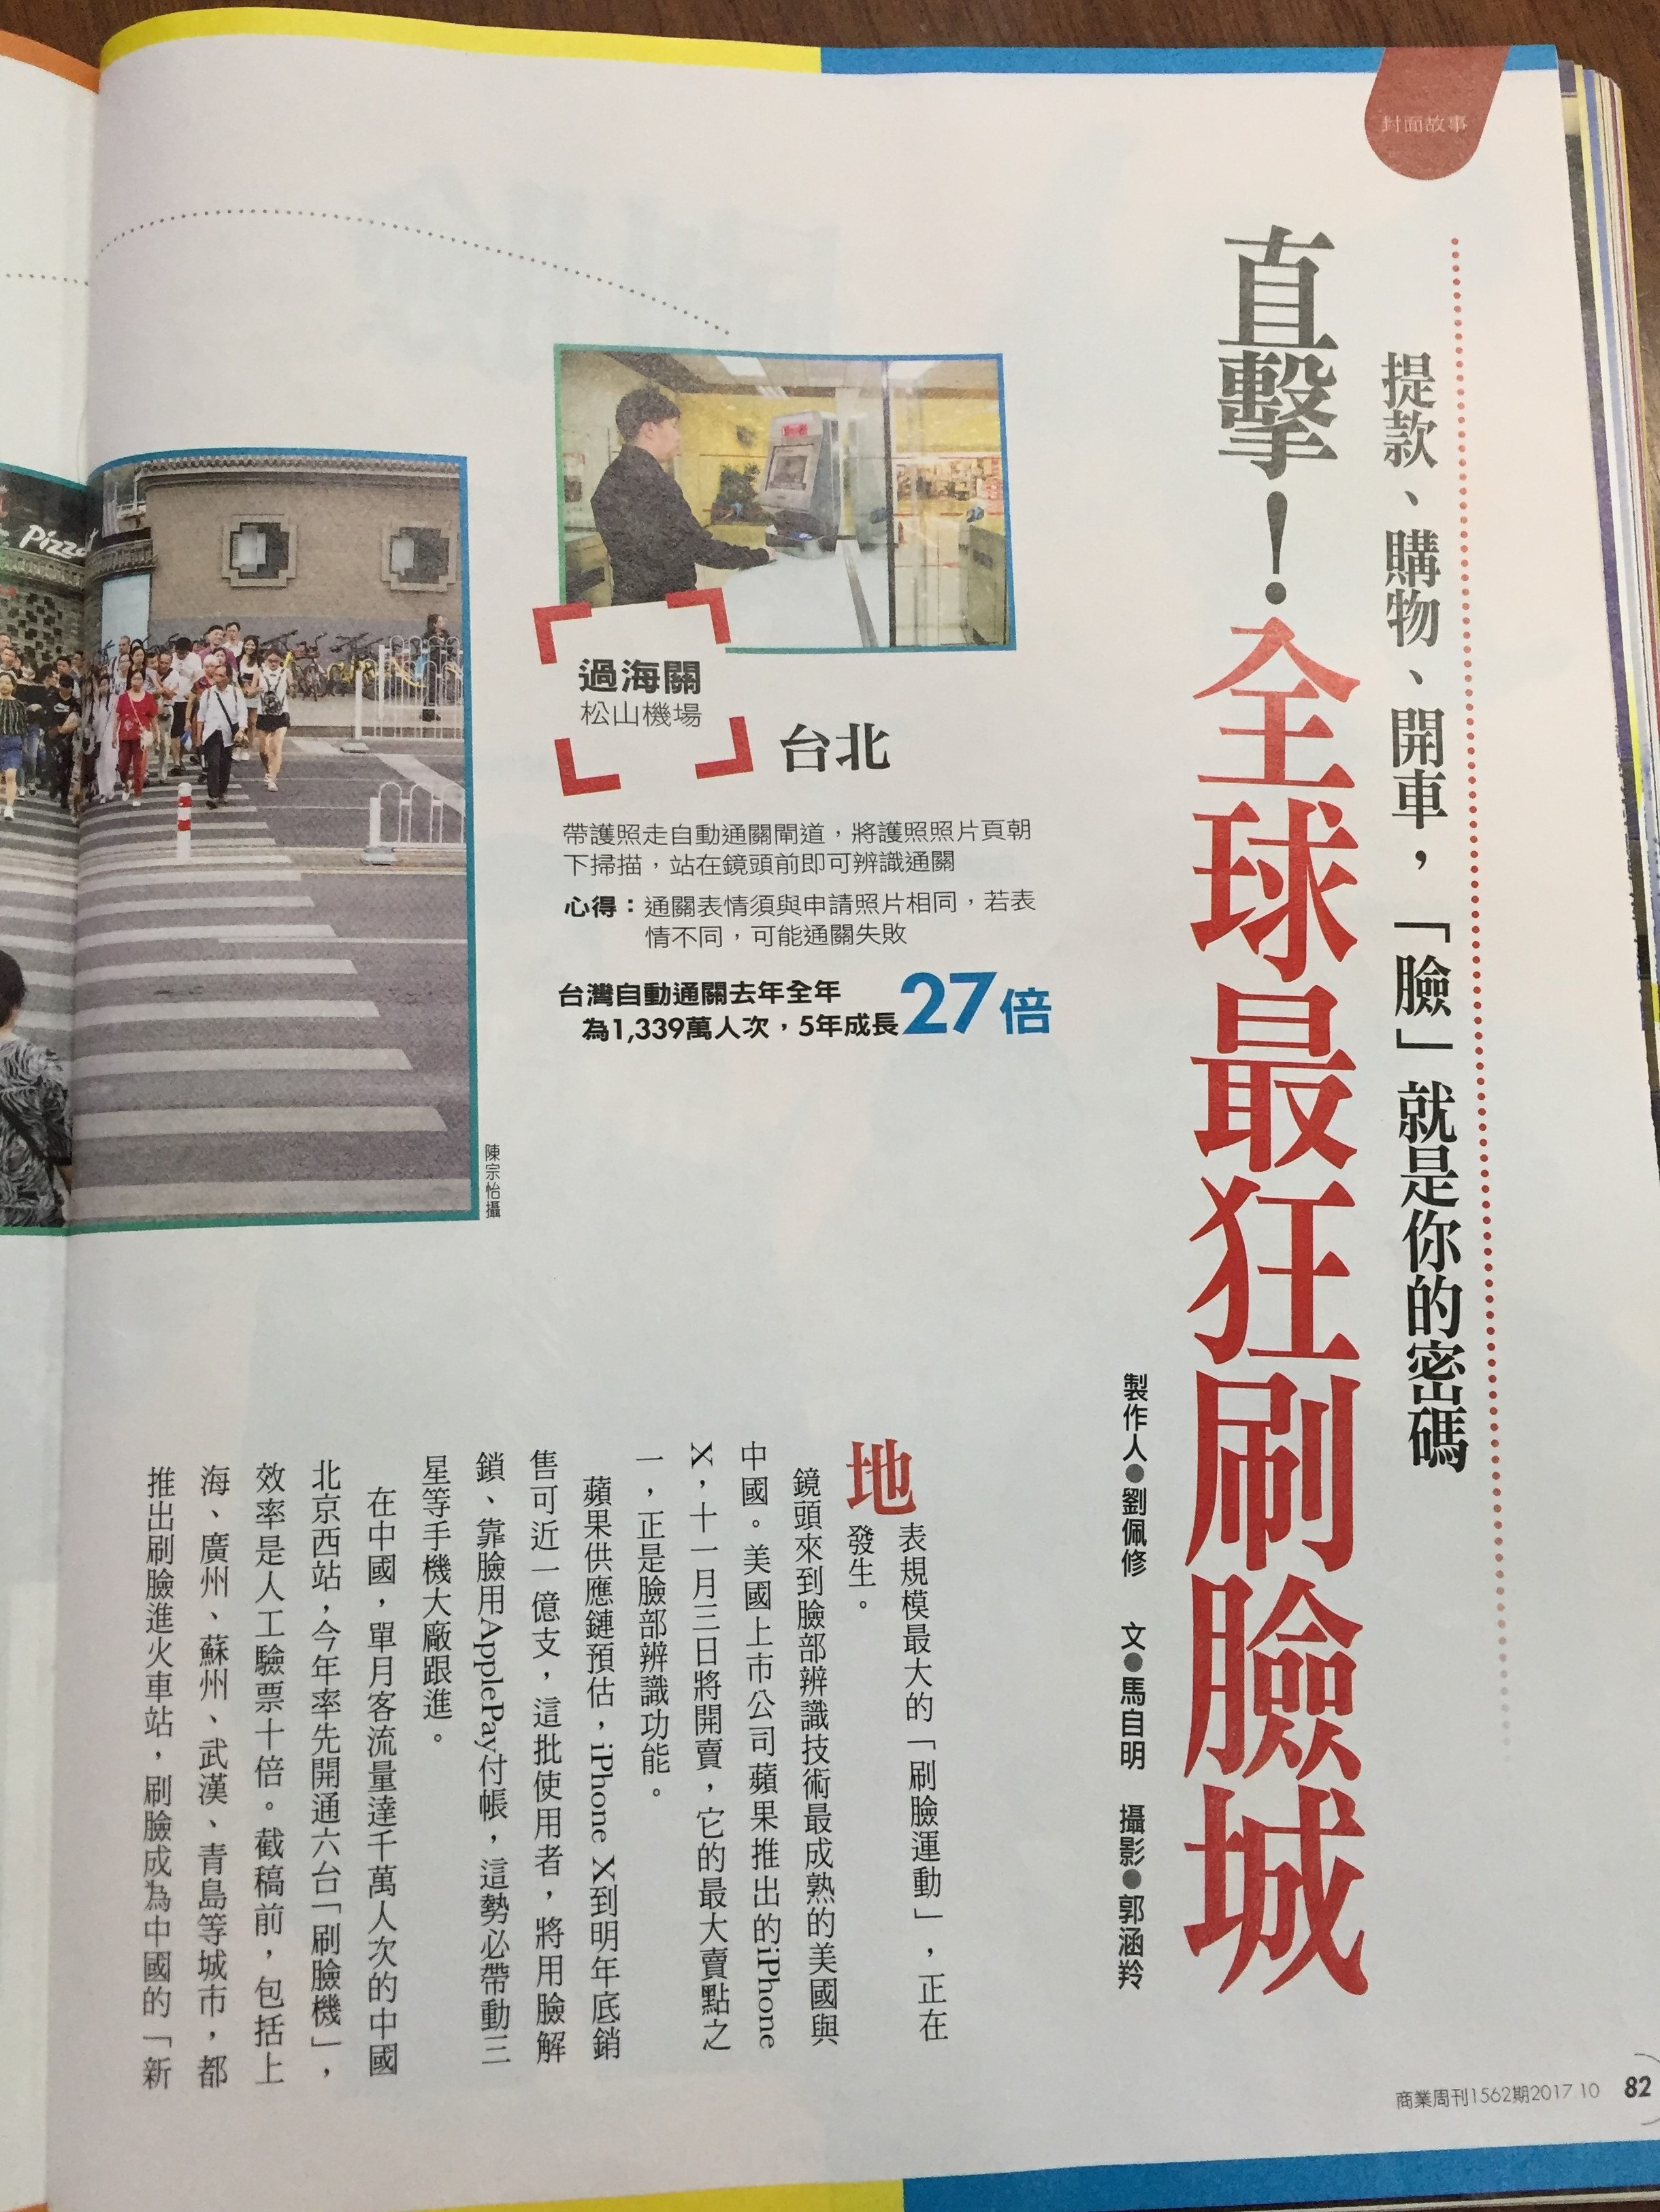 封面故事
提款、購物、開車，「臉」就是你的密碼
直擊！全球最狂刷臉城
製作人●劉佩修　文●馬自明　攝影●郭涵羚
過海關
松山機場
台北
帶護照走自動通關閘道，將護照照片頁朝
下掃描，站在鏡頭前即可辨識通關
心得：通關表情須與申請照片相同，若表
情不同，可能通關失敗
台灣自動通關去年全年
為1,339萬人次，5年成長27倍
Pizza
陳宗怡攝
地表規模最大的「刷臉運動」，正在
發生。
鏡頭來到臉部辨識技術最成熟的美國與
中國。美國上市公司蘋果推出的iPhone
X，十一月三日將開賣，它的最大賣點之
一，正是臉部辨識功能。
蘋果供應鏈預估，iPhone X到明年底銷
售可近一億支，這批使用者，將用臉解
鎖、靠臉用ApplePay付帳，這勢必帶動三
星等手機大廠跟進。
在中國，單月客流量達千萬人次的中國
北京西站，今年率先開通六台「刷臉機」，
效率是人工驗票十倍。截稿前，包括上
海、廣州、蘇州、武漢、青島等城市，都
推出刷臉進火車站，刷臉成為中國的「新
商業周刊1562期2017.10 82